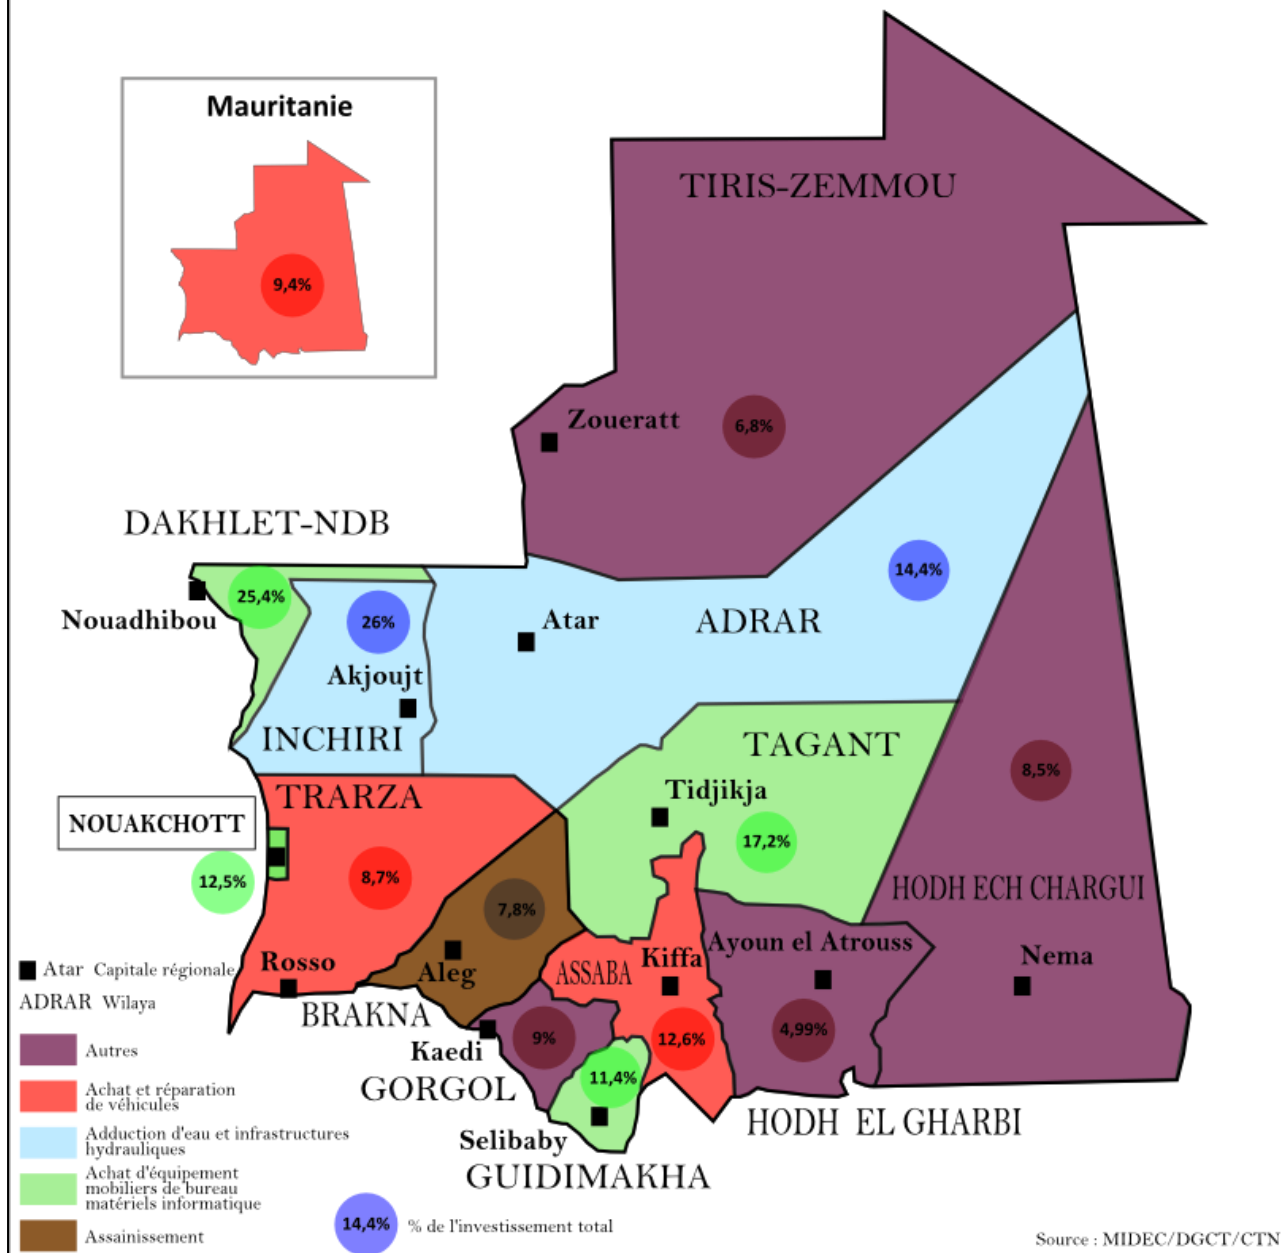 Mauritanie
9,4%
TIRIS-ZEMMOU
Zoueratt
6,8%
DAKHLET-NDB
25,4%
Nouadhibou
26%
Akjoujt
INCHIRI
Atar
ADRAR
14,4%
TAGANT
Tidjikja
17,2%
8,5%
HODH ECH CHARGUI
Nema
TRARZA
NOUAKCHOTT
12,5%
8,7%
Rosso
7,8%
Aleg
BRAKNA
ASSABA
Kiffa
12,6%
Ayoun el Atrouss
4,99%
HODH EL GHARBI
9%
Kaedi
GORGOL
11,4%
Selibaby
GUIDIMAKHA
Atar Capitale régionale
ADRAR Wilaya
Autres
Achat et réparation
de véhicules
Adduction d'eau et infrastructures
hydrauliques
Achat d'équipement
mobiliers de bureau
matériels informatique
Assainissement
14,4% % de l'investissement total
Source : MIDEC/DGCT/CTN